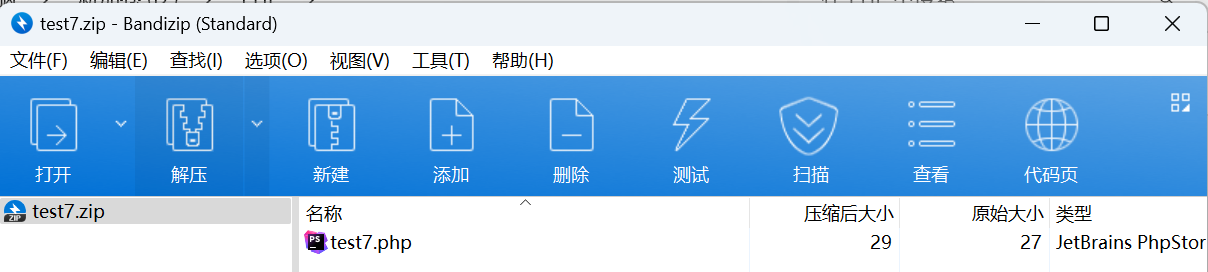 test7.zip - Bandizip (Standard)
文件(F) 编辑(E) 查找(I) 选项(O) 视图(V) 工具(T) 帮助(H)
打开 解压 新建 添加 删除 测试 扫描 查看 代码页
test7.zip
名称 压缩后大小 原始大小 类型
test7.php 29 27 JetBrains PhpStor